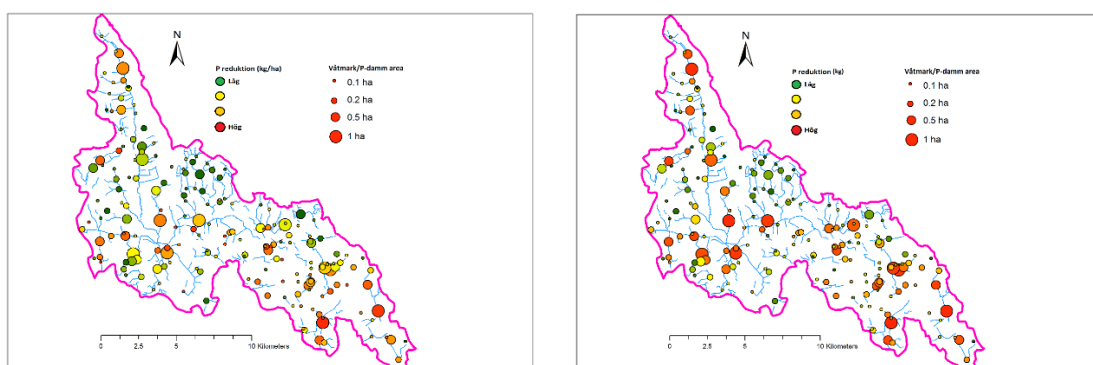 N
P reduktion (kg/ha)
Låg
Hög
Våtmark/P-damm area
0.1 ha
0.2 ha
0.5 ha
1 ha
0 2.5 5 10 Kilometers
N
P reduktion (kg)
Låg
Hög
Våtmark/P-damm area
0.1 ha
0.2 ha
0.5 ha
1 ha
0 2.5 5 10 Kilometers